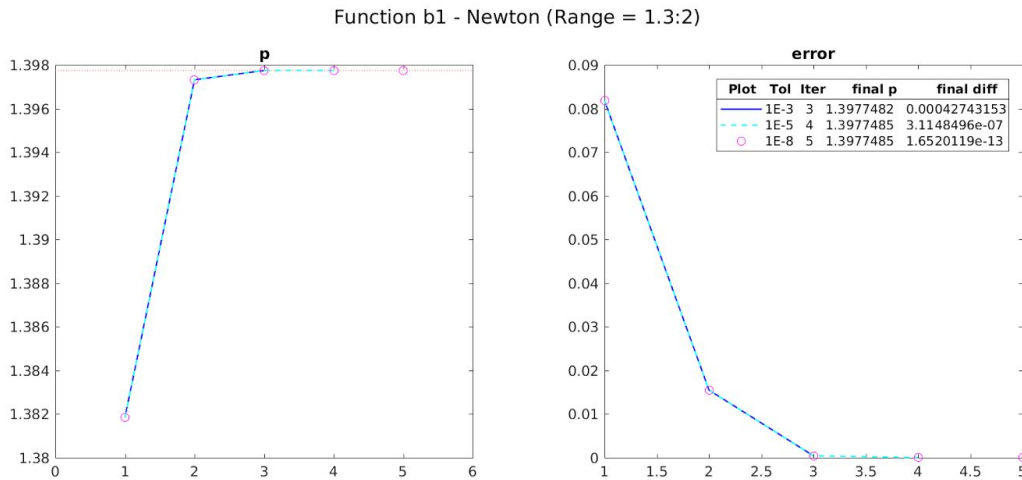 Function b1 - Newton (Range = 1.3:2)
p
1.398
1.396
1.394
1.392
1.39
1.388
1.386
1.384
1.382
1.38
0 1 2 3 4 5 6
error
0.09
0.08
0.07
0.06
0.05
0.04
0.03
0.02
0.01
0
1 1.5 2 2.5 3 3.5 4 4.5 5
Plot Tol Iter final p final diff
1E-3 3 1.3977482 0.00042743153
1E-5 4 1.3977485 3.1148496e-07
1E-8 5 1.3977485 1.6520119e-13